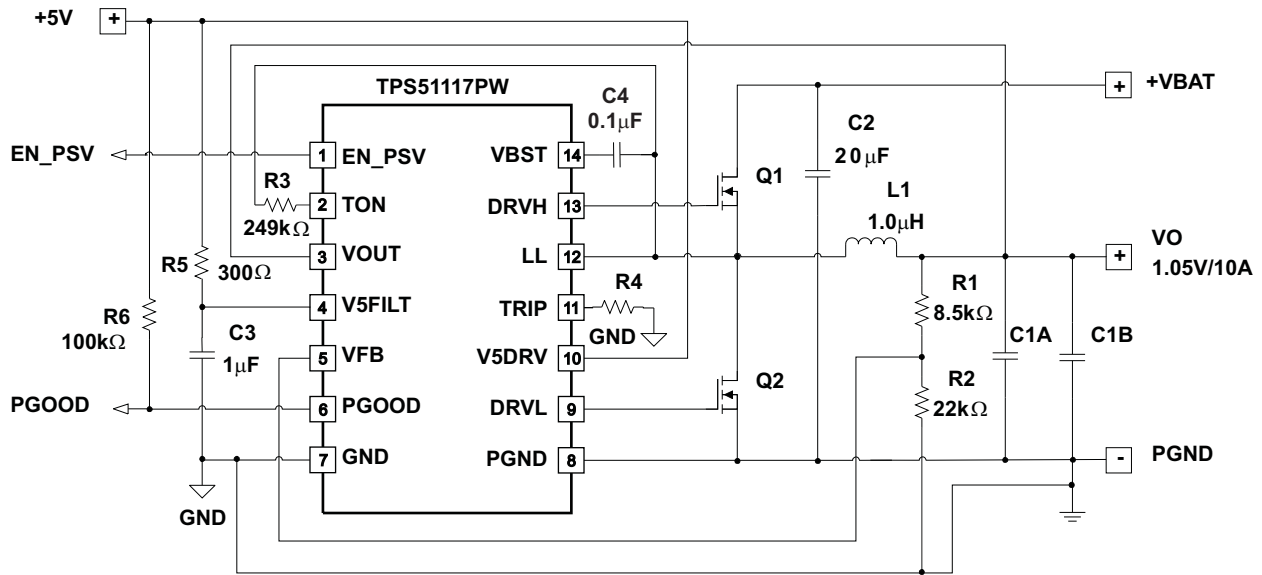 +5V
+
TPS51117PW
C4
0.1μF
+
+VBAT
C2
20μF
EN_PSV
1
EN_PSV
VBST
14
Q1
L1
1.0μH
R3
249kΩ
2
TON
DRVH
13
VO
1.05V/10A
+
3
VOUT
LL
12
R5
300Ω
R4
GND
R1
8.5kΩ
4
V5FILT
TRIP
11
R6
100kΩ
C3
1μF
C1A
C1B
5
VFB
V5DRV
10
Q2
R2
22kΩ
PGOOD
6
PGOOD
DRVL
9
7
GND
PGND
8
-
PGND
GND